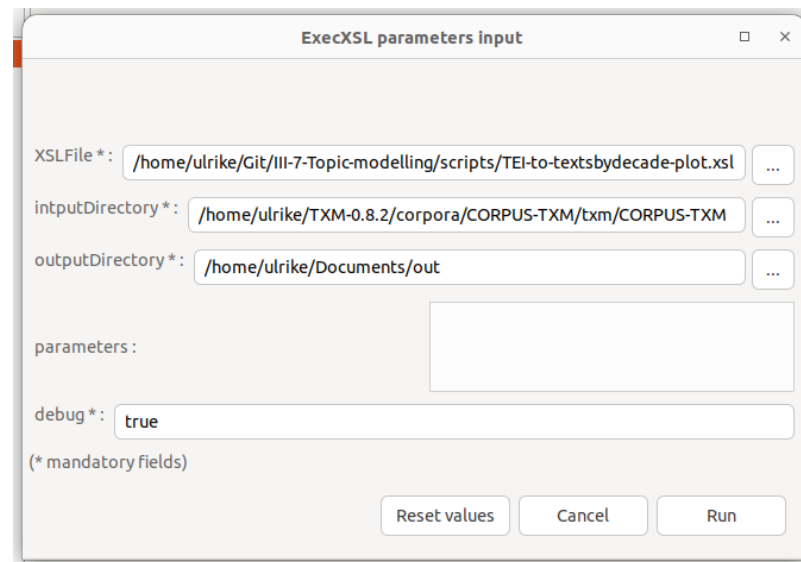 ExecXSL parameters input
XSLFile * : /home/ulrike/Git/III-7-Topic-modelling/scripts/TEI-to-textsbydecade-plot.xsl ...
intputDirectory * : /home/ulrike/TXM-0.8.2/corpora/CORPUS-TXM/txm/CORPUS-TXM ...
outputDirectory * : /home/ulrike/Documents/out ...
parameters :
debug * : true
(* mandatory fields)
Reset values Cancel Run